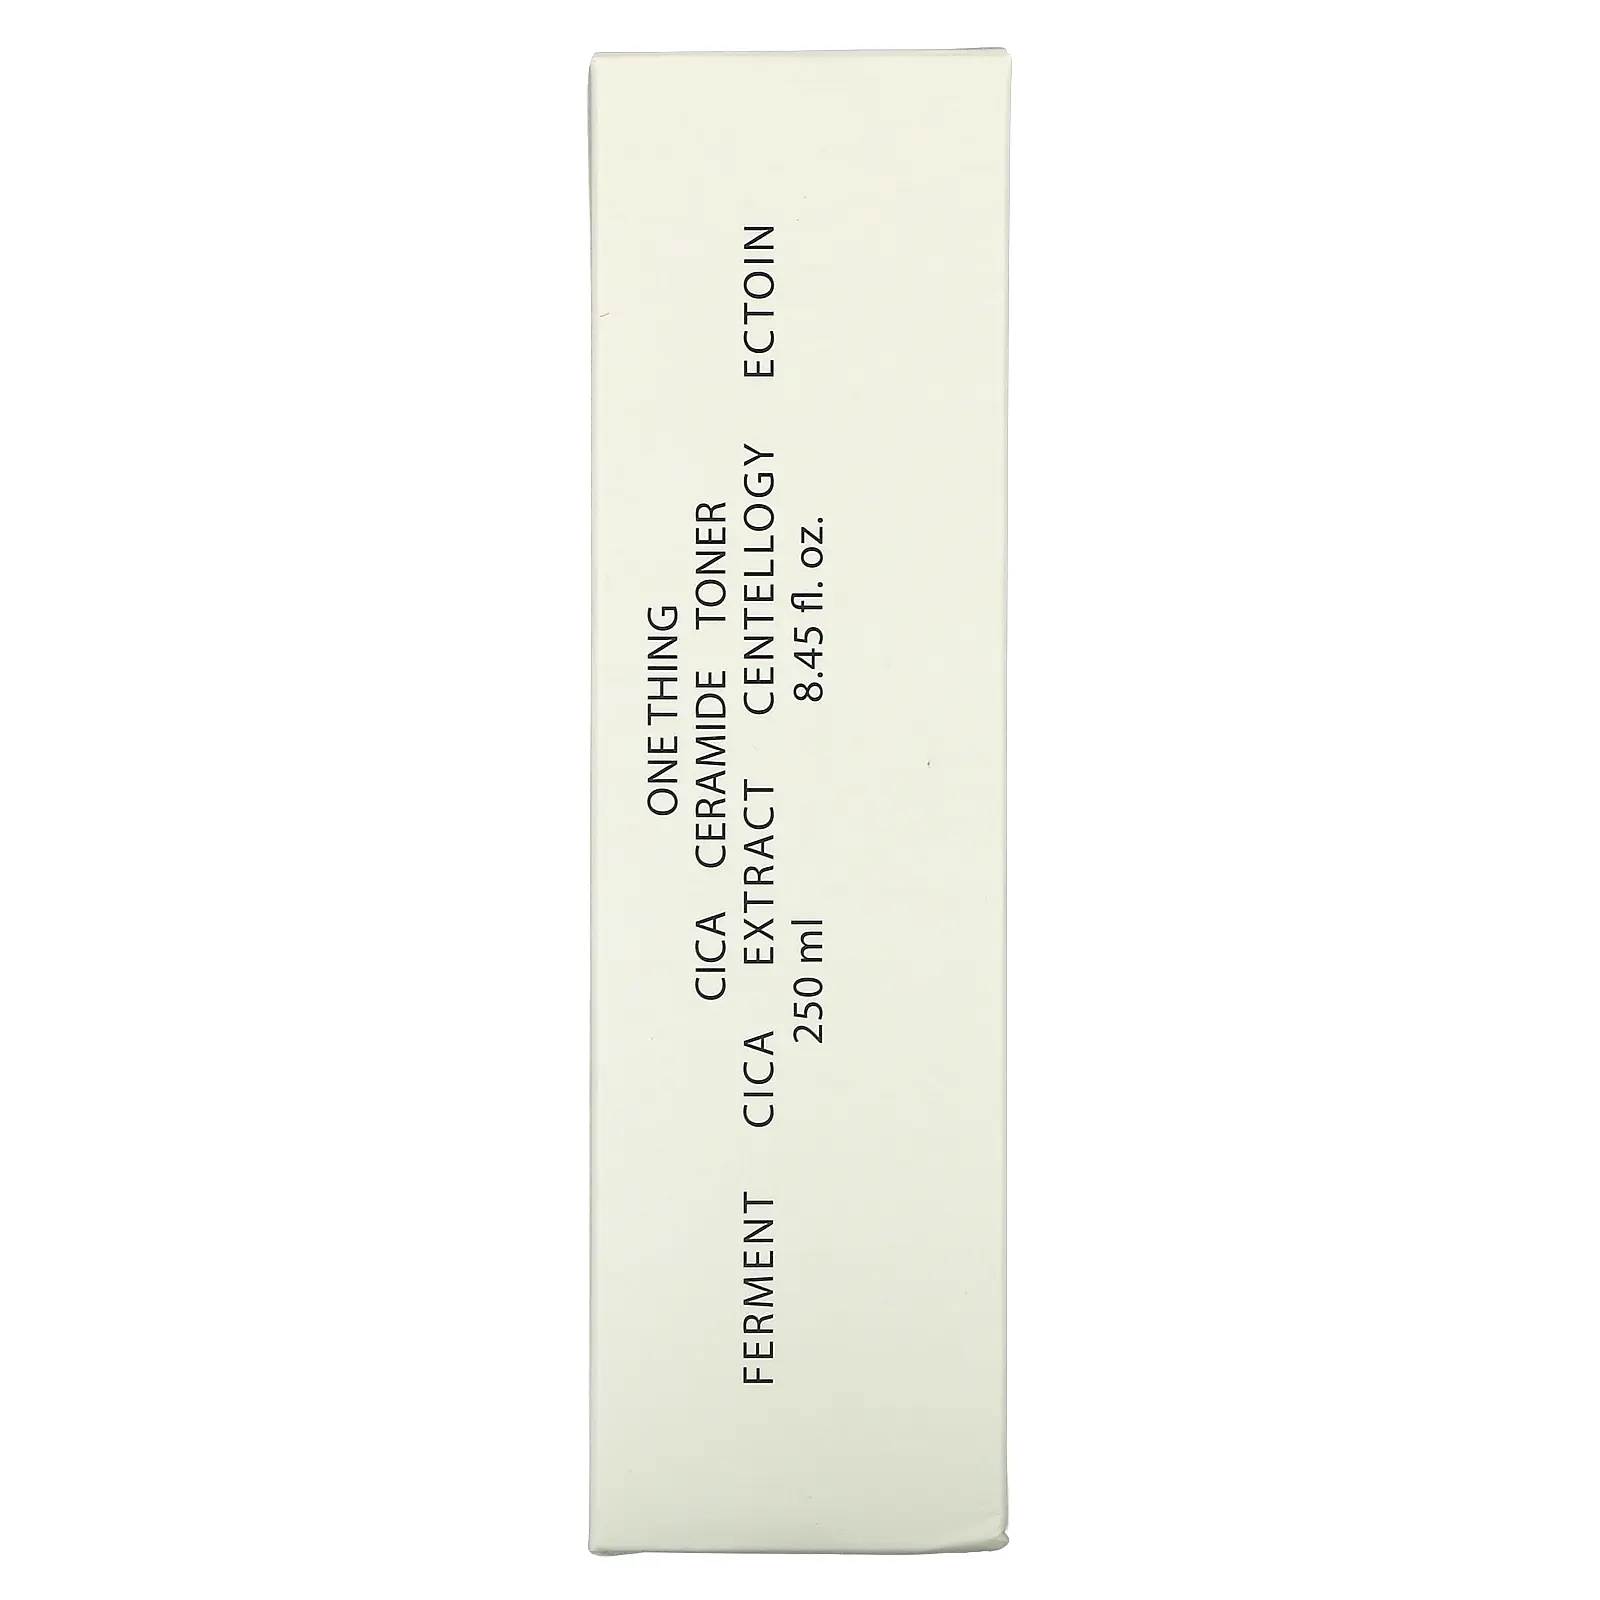 ONE THING
CICA CERAMIDE TONER
FERMENT CICA EXTRACT CENTELLOGY ECTOIN
250 ml 8.45 fl. oz.